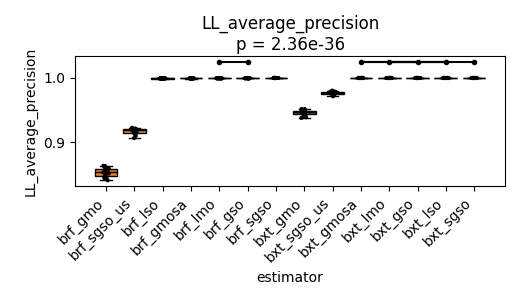 LL_average_precision
p = 2.36e-36
LL_average_precision
1.0
0.9
brf_gmo
brf_sgso_us
brf_lso
brf_gmosa
brf_lmo
brf_gso
brf_sgso
bxt_gmo
bxt_sgso_us
bxt_gmosa
bxt_lmo
bxt_gso
bxt_lso
bxt_sgso
estimator